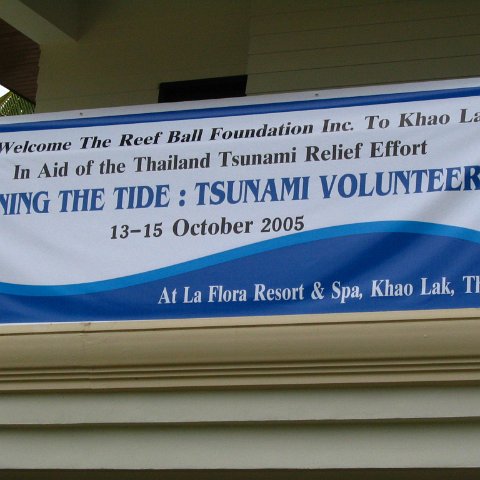 Welcome The Reef Ball Foundation Inc. To Khao La
In Aid of the Thailand Tsunami Relief Effort
NING THE TIDE : TSUNAMI VOLUNTEER
13-15 October 2005
At La Flora Resort & Spa, Khao Lak, Th